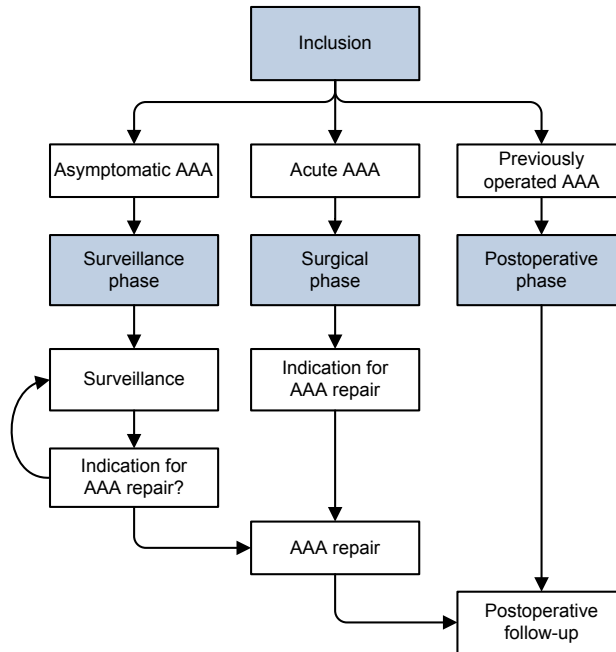 Inclusion
Asymptomatic AAA
Acute AAA
Previously
operated AAA
Surveillance
phase
Surgical
phase
Postoperative
phase
Surveillance
Indication for
AAA repair
Indication for
AAA repair?
AAA repair
Postoperative
follow-up